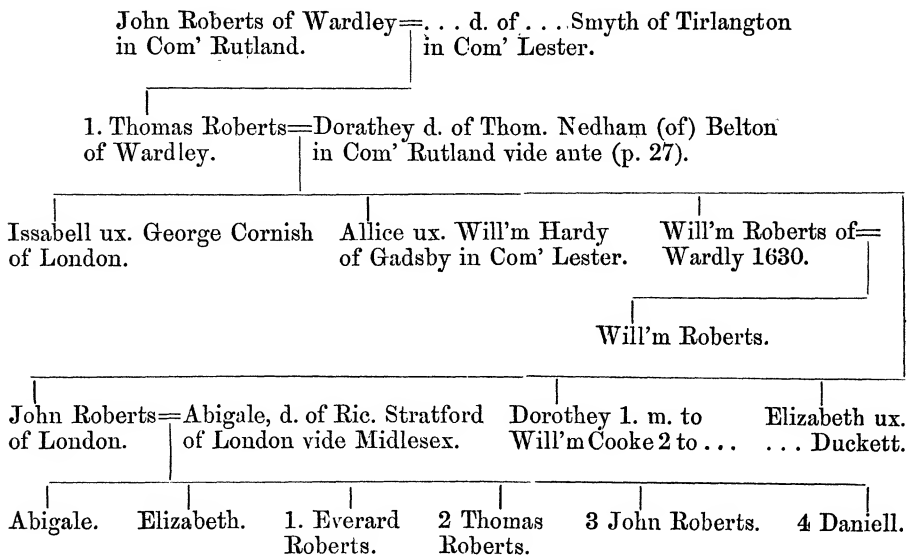 John Roberts of Wardley=. . . d. of . . . Smyth of Tirlangton
in Com' Rutland. in Com' Lester.
1. Thomas Roberts=Dorathey d. of Thom. Nedham (of) Belton
of Wardley. in Com' Rutland vide ante (p. 27).
Issabell ux. George Cornish Allice ux. Will'm Hardy Will'm Roberts of=
of London. of Gadsby in Com' Lester. Wardly 1630.
Will'm Roberts.
John Roberts=Abigale, d. of Ric. Stratford Dorothey 1. m. to Elizabeth ux.
of London. of London vide Midlesex. Will'm Cooke 2 to . . . . . . Duckett.
Abigale. Elizabeth. 1. Everard 2 Thomas 3 John Roberts. 4 Daniell.
Roberts. Roberts.